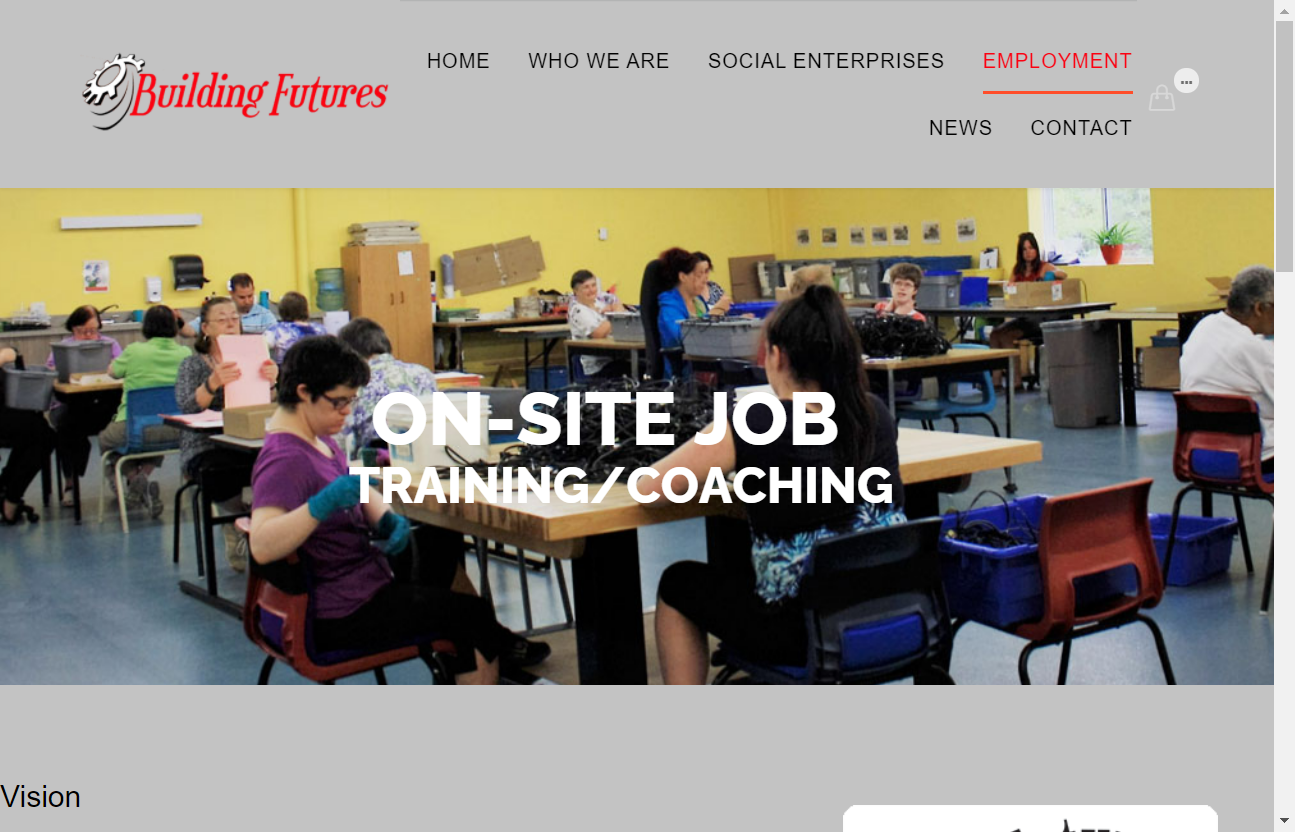 Building Futures
HOME WHO WE ARE SOCIAL ENTERPRISES EMPLOYMENT
...
NEWS CONTACT
ON-SITE JOB
TRAINING/COACHING
Vision